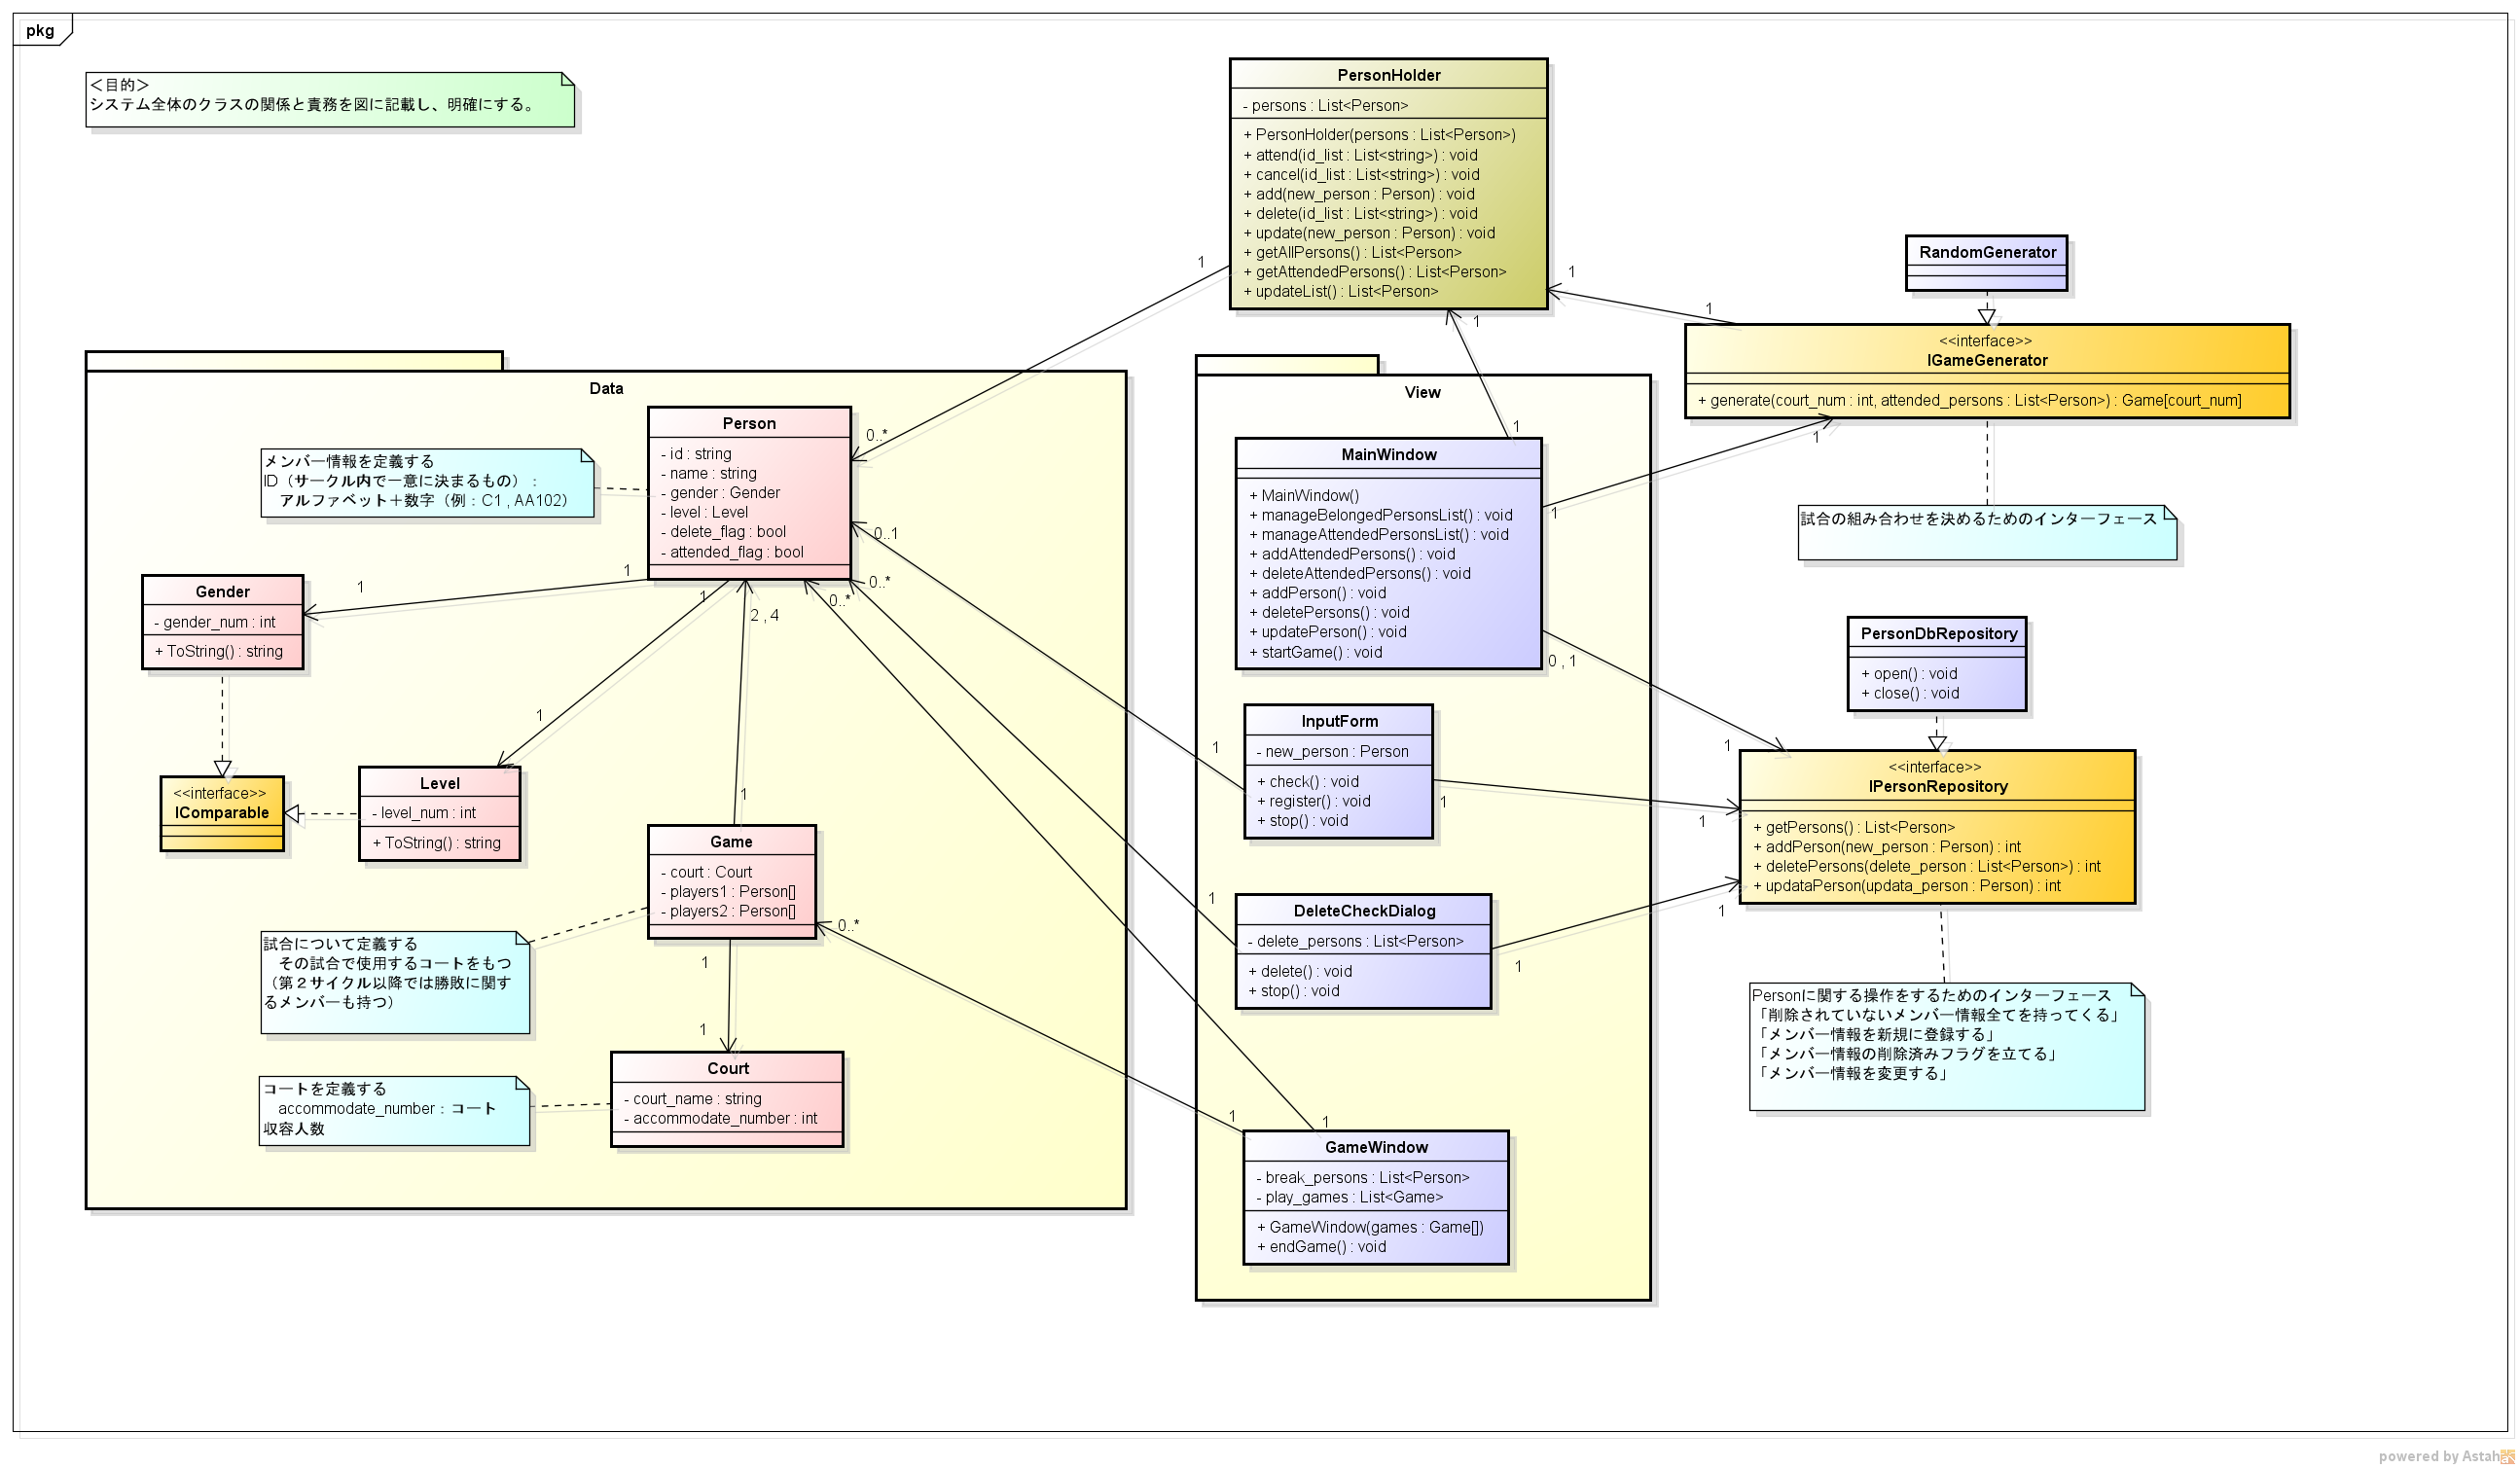 pkg
＜目的＞
システム全体のクラスの関係と責務を図に記載し、明確にする。
PersonHolder
- persons : List<Person>
+ PersonHolder(persons : List<Person>)
+ attend(id_list : List<string>) : void
+ cancel(id_list : List<string>) : void
+ add(new_person : Person) : void
+ delete(id_list : List<string>) : void
+ update(new_person : Person) : void
+ getAllPersons() : List<Person>
+ getAttendedPersons() : List<Person>
+ updateList() : List<Person>
1
1
1
1
RandomGenerator
<<interface>>
IGameGenerator
+ generate(court_num : int, attended_persons : List<Person>) : Game[court_num]
試合の組み合わせを決めるためのインターフェース
Data
Person
- id : string
- name : string
- gender : Gender
- level : Level
- delete_flag : bool
- attended_flag : bool
0..*
0..1
0..*
0..*
2 , 4
1
1
1
1
メンバー情報を定義する
ID（サークル内で一意に決まるもの）：
アルファベット＋数字（例：C1 , AA102）
Gender
- gender_num : int
+ ToString() : string
<<interface>>
IComparable
Level
- level_num : int
+ ToString() : string
1
Game
- court : Court
- players1 : Person[]
- players2 : Person[]
0..*
1
1
試合について定義する
その試合で使用するコートをもつ
（第２サイクル以降では勝敗に関す
るメンバーも持つ）
Court
- court_name : string
- accommodate_number : int
コートを定義する
accommodate_number：コート
収容人数
View
1
MainWindow
+ MainWindow()
+ manageBelongedPersonsList() : void
+ manageAttendedPersonsList() : void
+ addAttendedPersons() : void
+ deleteAttendedPersons() : void
+ addPerson() : void
+ deletePersons() : void
+ updatePerson() : void
+ startGame() : void
1
1
0 , 1
1
InputForm
- new_person : Person
+ check() : void
+ register() : void
+ stop() : void
1
1
1
DeleteCheckDialog
- delete_persons : List<Person>
+ delete() : void
+ stop() : void
1
1
1
GameWindow
- break_persons : List<Person>
- play_games : List<Game>
+ GameWindow(games : Game[])
+ endGame() : void
1
1
PersonDbRepository
+ open() : void
+ close() : void
<<interface>>
IPersonRepository
+ getPersons() : List<Person>
+ addPerson(new_person : Person) : int
+ deletePersons(delete_person : List<Person>) : int
+ updataPerson(updata_person : Person) : int
Personに関する操作をするためのインターフェース
「削除されていないメンバー情報全てを持ってくる」
「メンバー情報を新規に登録する」
「メンバー情報の削除済みフラグを立てる」
「メンバー情報を変更する」
powered by Astah